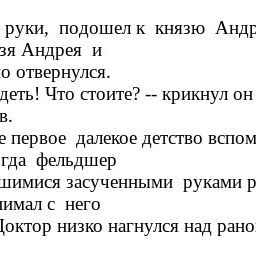 руки, подошел к князю Андр
зя Андрея и
о отвернулся.
деть! Что стоите? -- крикнул он
в.
е первое далекое детство вспом
гда фельдшер
шимися засученными руками р
имал с него
Доктор низко нагнулся над рано